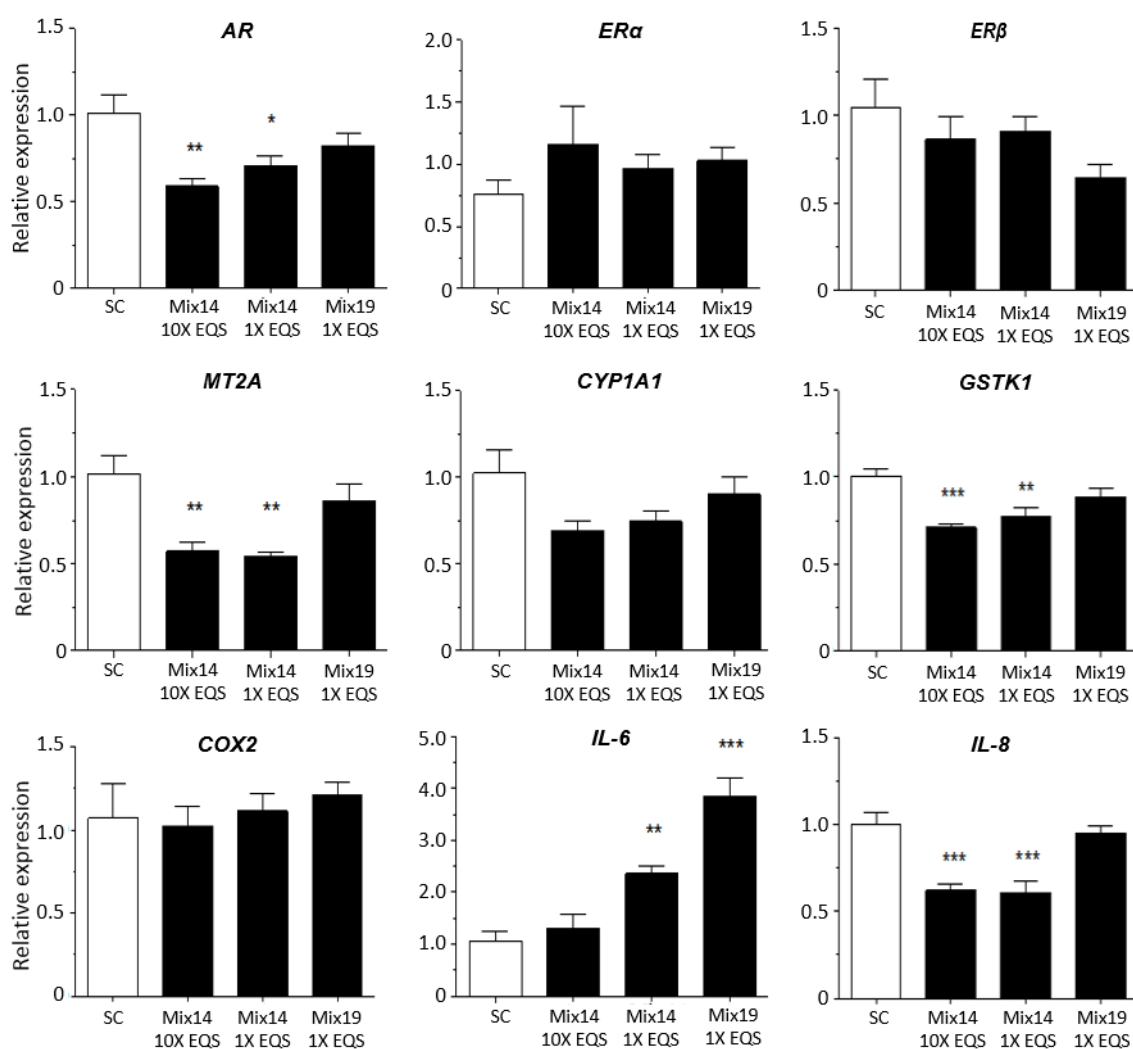 AR
Relative expression
1.5
1.0
0.5
0
**
*
SC
Mix14
10X EQS
Mix14
1X EQS
Mix19
1X EQS
ERα
2.0
1.5
1.0
0.5
0
SC
Mix14
10X EQS
Mix14
1X EQS
Mix19
1X EQS
ERβ
1.5
1.0
0.5
0
SC
Mix14
10X EQS
Mix14
1X EQS
Mix19
1X EQS
MT2A
Relative expression
1.5
1.0
0.5
0
**
**
SC
Mix14
10X EQS
Mix14
1X EQS
Mix19
1X EQS
CYP1A1
1.5
1.0
0.5
0
SC
Mix14
10X EQS
Mix14
1X EQS
Mix19
1X EQS
GSTK1
1.5
1.0
0.5
0
***
**
SC
Mix14
10X EQS
Mix14
1X EQS
Mix19
1X EQS
COX2
Relative expression
1.5
1.0
0.5
0
SC
Mix14
10X EQS
Mix14
1X EQS
Mix19
1X EQS
IL-6
5.0
4.0
3.0
2.0
1.0
0
**
***
SC
Mix14
10X EQS
Mix14
1X EQS
Mix19
1X EQS
IL-8
1.5
1.0
0.5
0
***
***
SC
Mix14
10X EQS
Mix14
1X EQS
Mix19
1X EQS